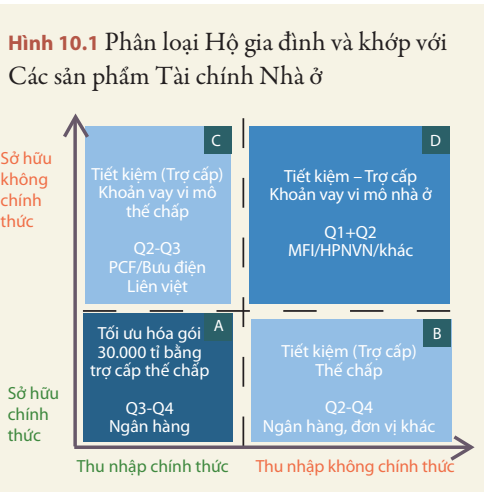 Hình 10.1 Phân loại Hộ gia đình và khớp với
Các sản phẩm Tài chính Nhà ở
Sở hữu
không
chính
thức
C
Tiết kiệm (Trợ cấp)
Khoản vay vi mô
thế chấp
Q2-Q3
PCF/Bưu điện
Liên việt
D
Tiết kiệm – Trợ cấp
Khoản vay vi mô nhà ở
Q1+Q2
MFI/HPNVN/khác
Sở hữu
chính
thức
A
Tối ưu hóa gói
30.000 tỉ bằng
trợ cấp thế chấp
Q3-Q4
Ngân hàng
B
Tiết kiệm (Trợ cấp)
Thế chấp
Q2-Q4
Ngân hàng, đơn vị khác
Thu nhập chính thức
Thu nhập không chính thức